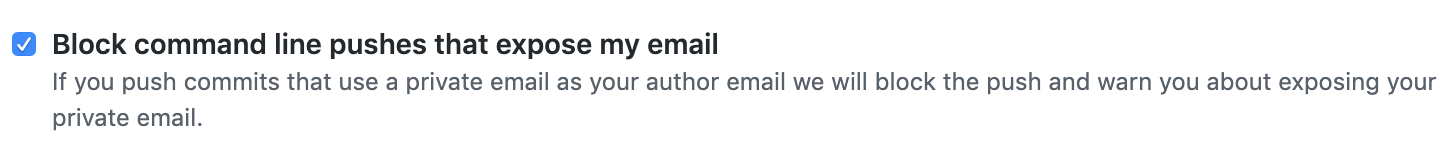 Block command line pushes that expose my email
If you push commits that use a private email as your author email we will block the push and warn you about exposing your
private email.